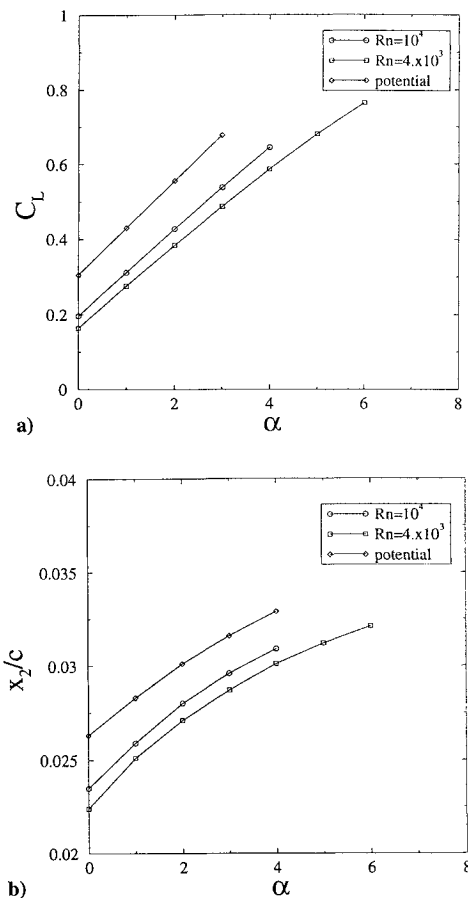 1
0.8
0.6
0.4
0.2
0
C_L
Rn=10^4
Rn=4.x10^3
potential
0 2 4 6 8
α
a)
0.04
0.035
0.03
0.025
0.02
x_2/c
Rn=10^4
Rn=4.x10^3
potential
0 2 4 6 8
α
b)